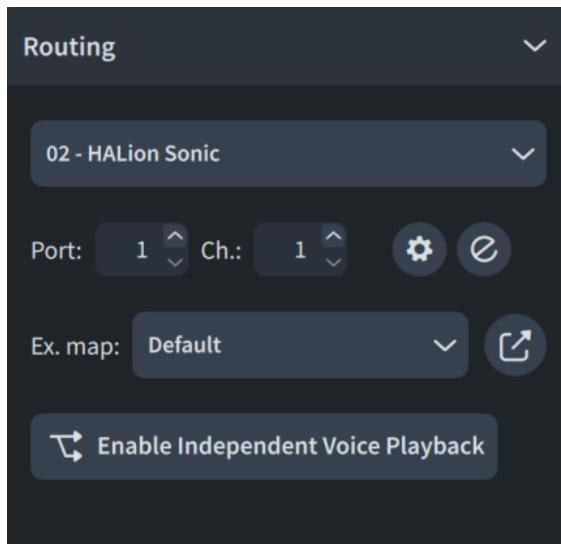 Routing
02 - HALion Sonic
Port: 1 Ch.: 1
Ex. map: Default
Enable Independent Voice Playback